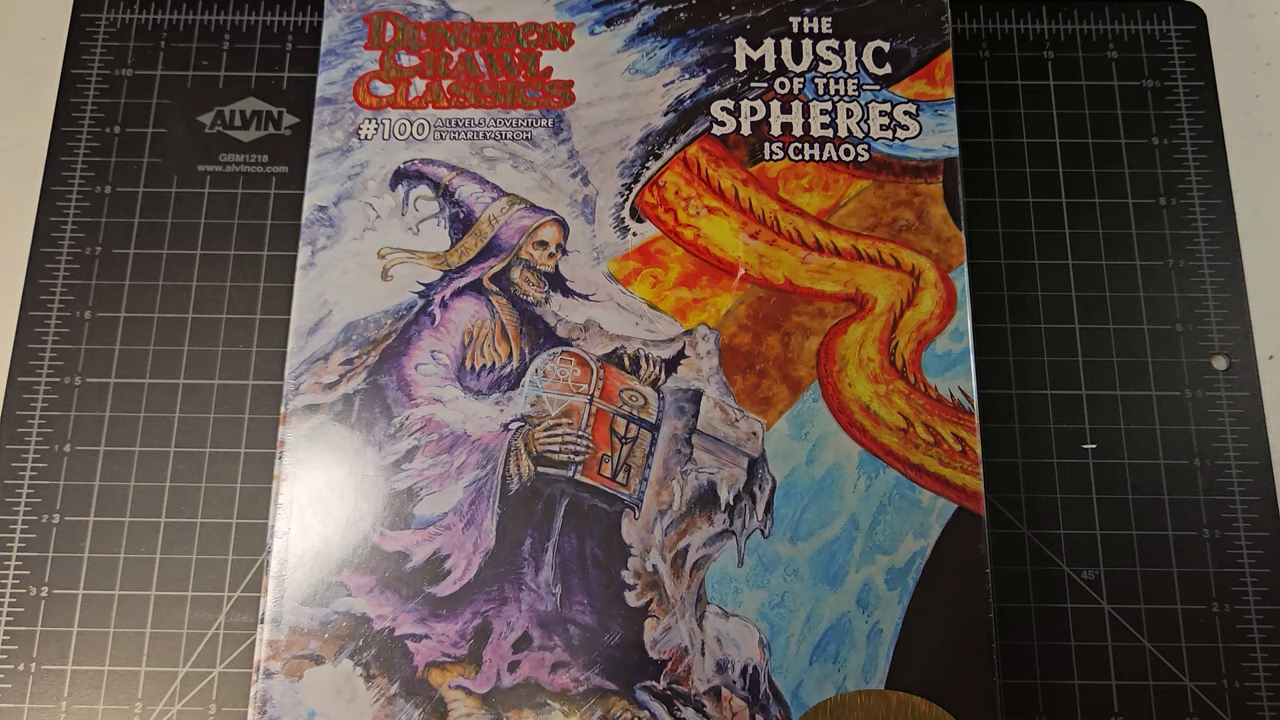 DUNGEON
CRAWL
CLASSICS
#100 A LEVEL 5 ADVENTURE
BY HARLEY STROH
THE
MUSIC
OF THE
SPHERES
IS CHAOS
ALVIN
GBM1218
www.alvinco.com
45°